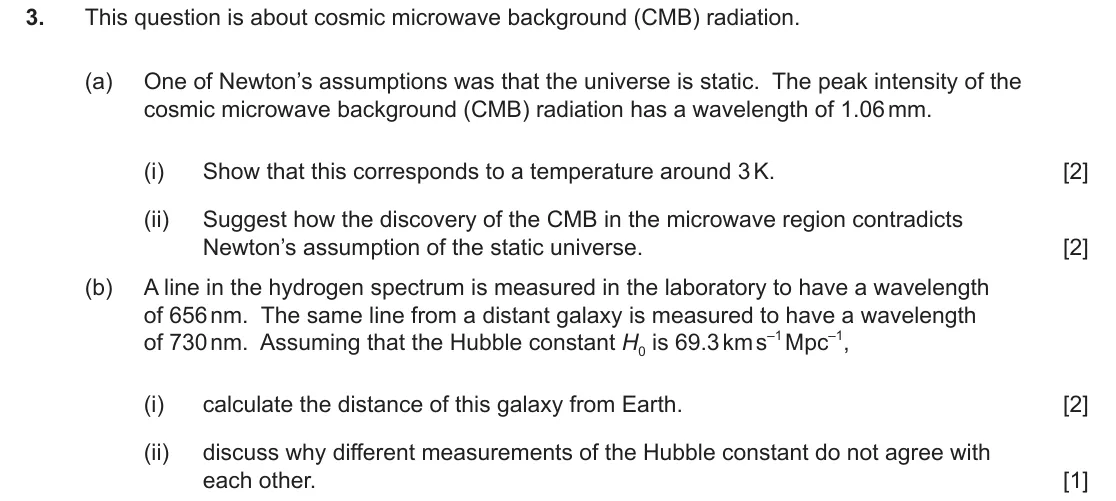 3. This question is about cosmic microwave background (CMB) radiation.
(a) One of Newton's assumptions was that the universe is static. The peak intensity of the
cosmic microwave background (CMB) radiation has a wavelength of 1.06 mm.
(i) Show that this corresponds to a temperature around 3 K. [2]
(ii) Suggest how the discovery of the CMB in the microwave region contradicts
Newton's assumption of the static universe. [2]
(b) A line in the hydrogen spectrum is measured in the laboratory to have a wavelength
of 656 nm. The same line from a distant galaxy is measured to have a wavelength
of 730 nm. Assuming that the Hubble constant H₀ is 69.3 km s⁻¹ Mpc⁻¹,
(i) calculate the distance of this galaxy from Earth. [2]
(ii) discuss why different measurements of the Hubble constant do not agree with
each other. [1]